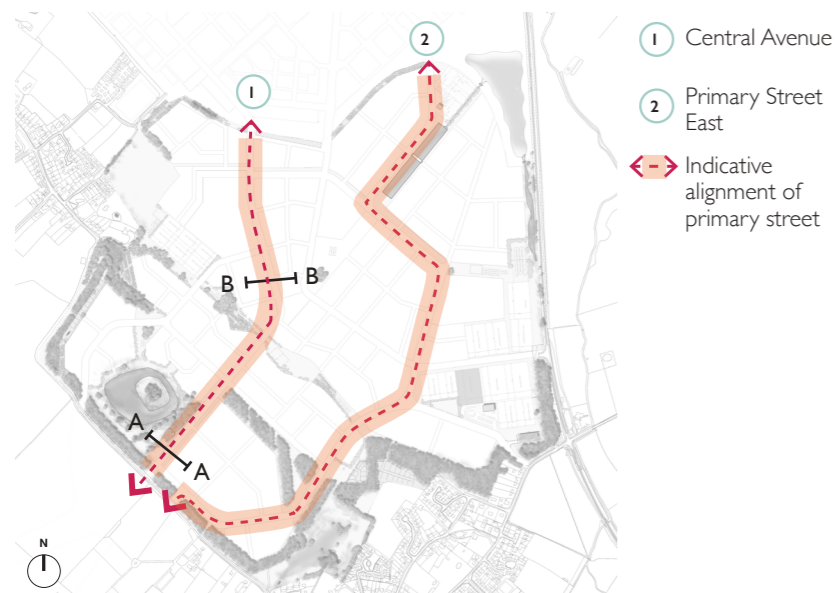 2
1
B
B
A
A
N
1 Central Avenue
2 Primary Street
East
Indicative
alignment of
primary street